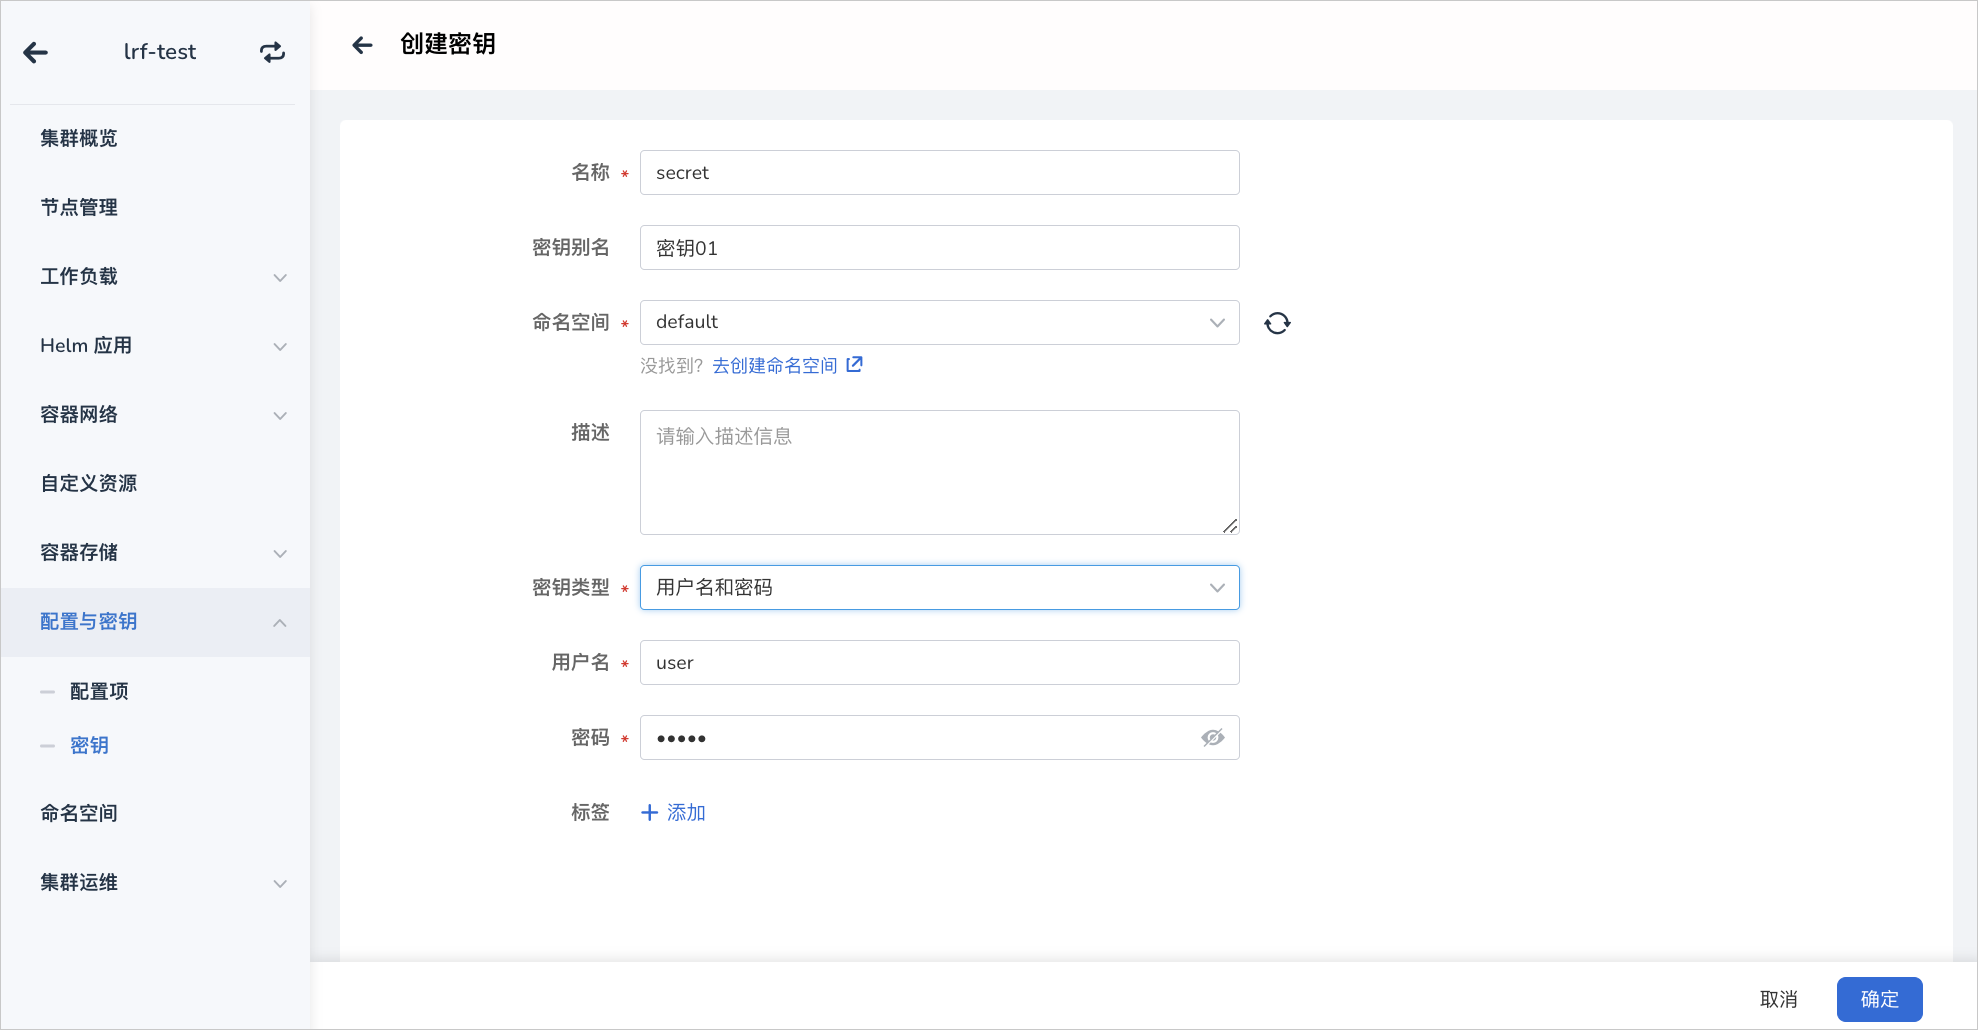 lrf-test
集群概览
节点管理
工作负载
Helm 应用
容器网络
自定义资源
容器存储
配置与密钥
配置项
密钥
命名空间
集群运维
创建密钥
名称 * secret
密钥别名 密钥01
命名空间 * default
没找到? 去创建命名空间
描述 请输入描述信息
密钥类型 * 用户名和密码
用户名 * user
密码 * •••••
标签 + 添加
取消 确定